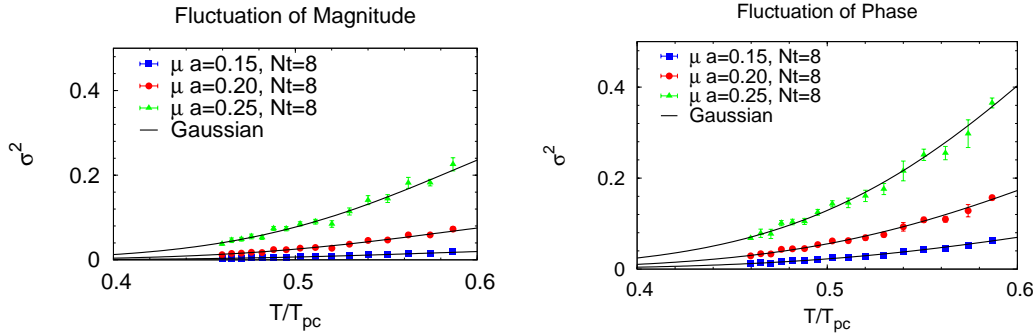 Fluctuation of Magnitude
σ²
0.4
0.2
0
μ a=0.15, Nt=8
μ a=0.20, Nt=8
μ a=0.25, Nt=8
Gaussian
0.4 0.5 0.6
T/Tpc
Fluctuation of Phase
σ²
0.4
0.2
0
μ a=0.15, Nt=8
μ a=0.20, Nt=8
μ a=0.25, Nt=8
Gaussian
0.4 0.5 0.6
T/Tpc